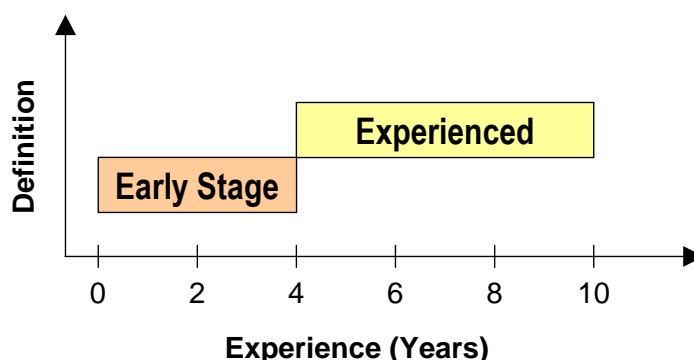 Definition
Experienced
Early Stage
0 2 4 6 8 10
Experience (Years)